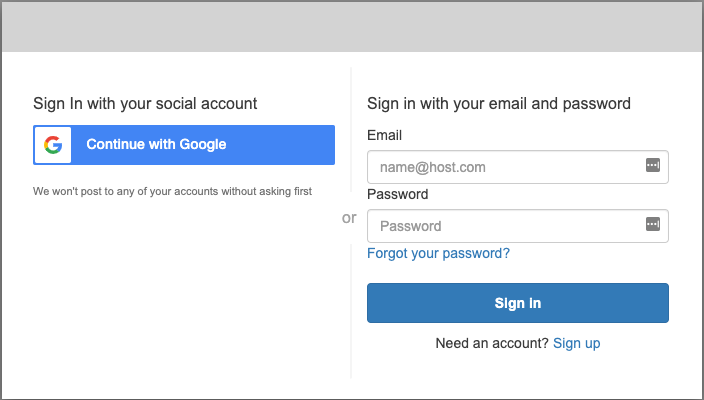 Sign In with your social account
Continue with Google
We won't post to any of your accounts without asking first
or
Sign in with your email and password
Email
name@host.com
Password
Password
Forgot your password?
Sign in
Need an account? Sign up